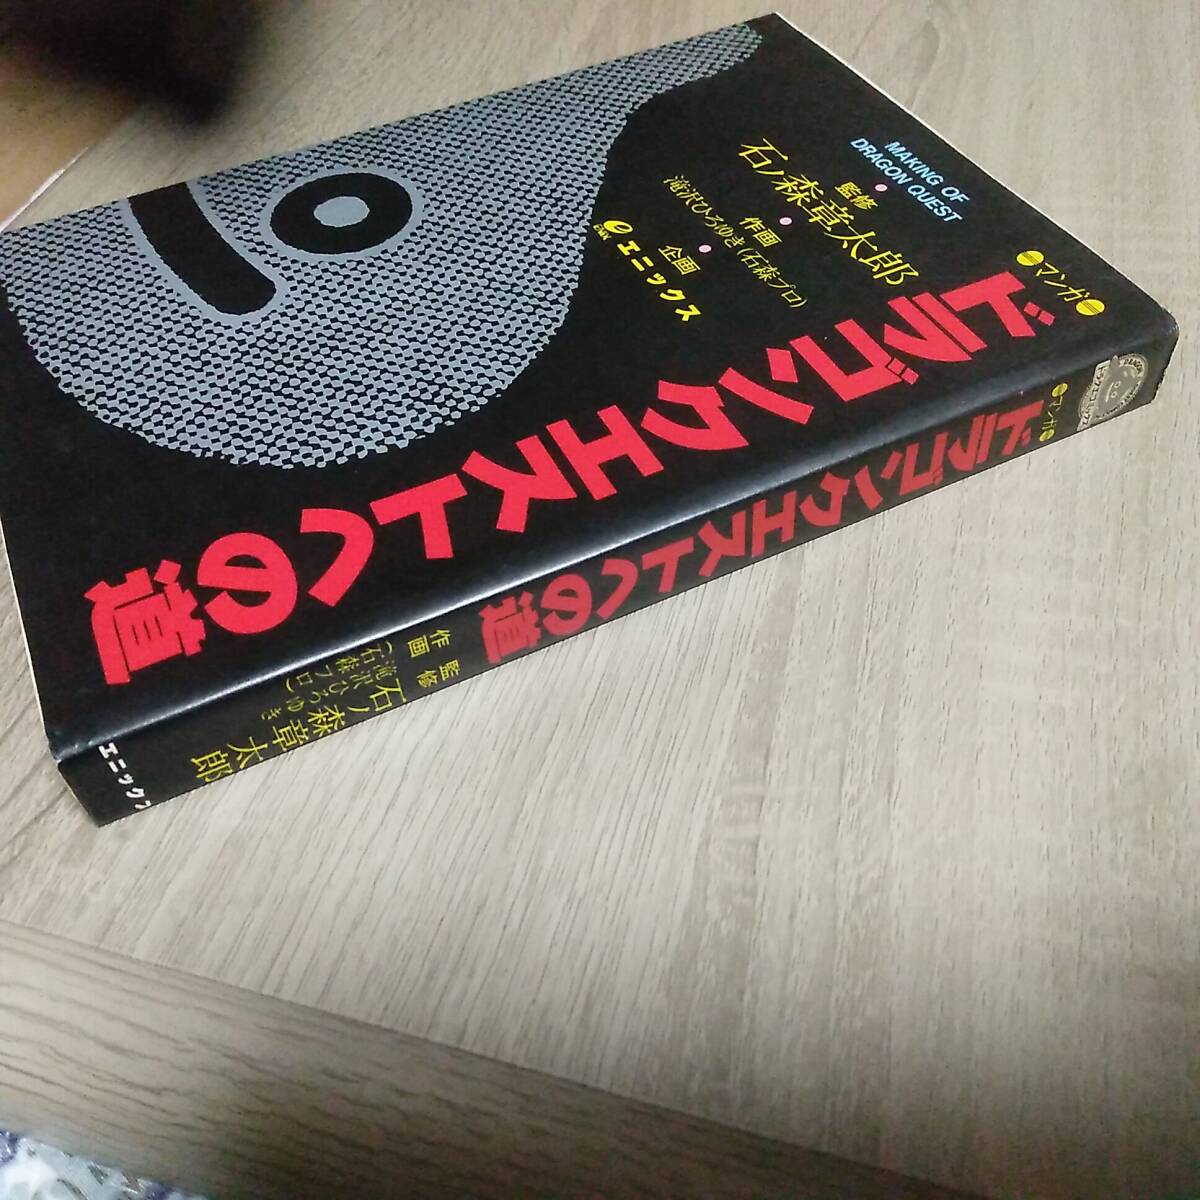 MAKING OF
DRAGON QUEST
●マンガ●
ドラゴンクエストへの道
監修
石ノ森章太郎
作画
滝沢ひろゆき(石森プロ)
企画
エニックス
ENIX
●マンガ●
ドラゴンクエストへの道
監修 石ノ森章太郎
作画 滝沢ひろゆき
(石森プロ)
エニックス